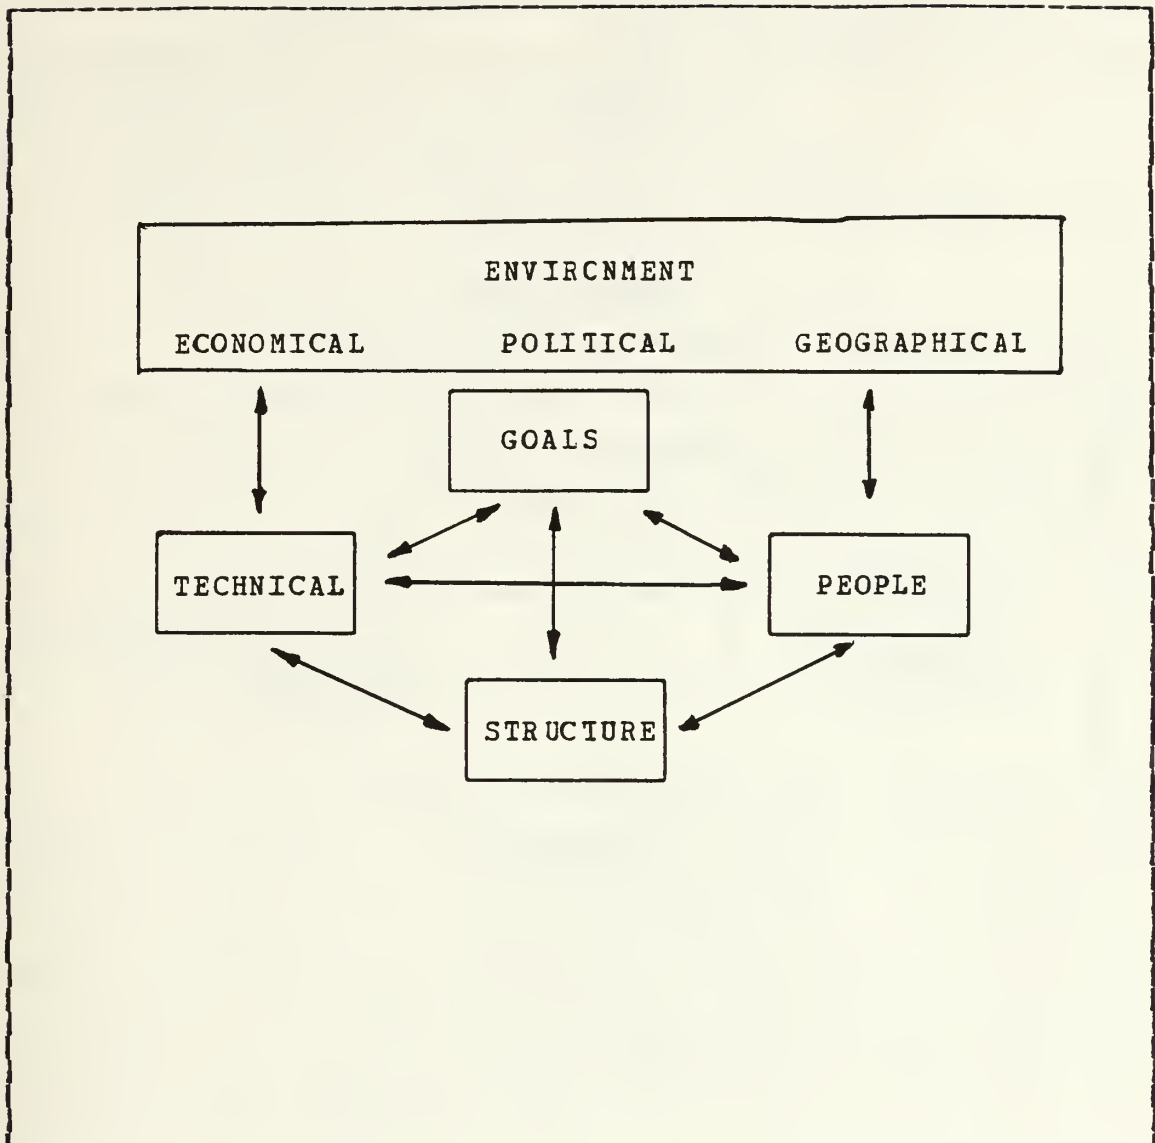 ENVIRCNMENT
ECONOMICAL POLITICAL GEOGRAPHICAL
GOALS
TECHNICAL
PEOPLE
STRUCTURE